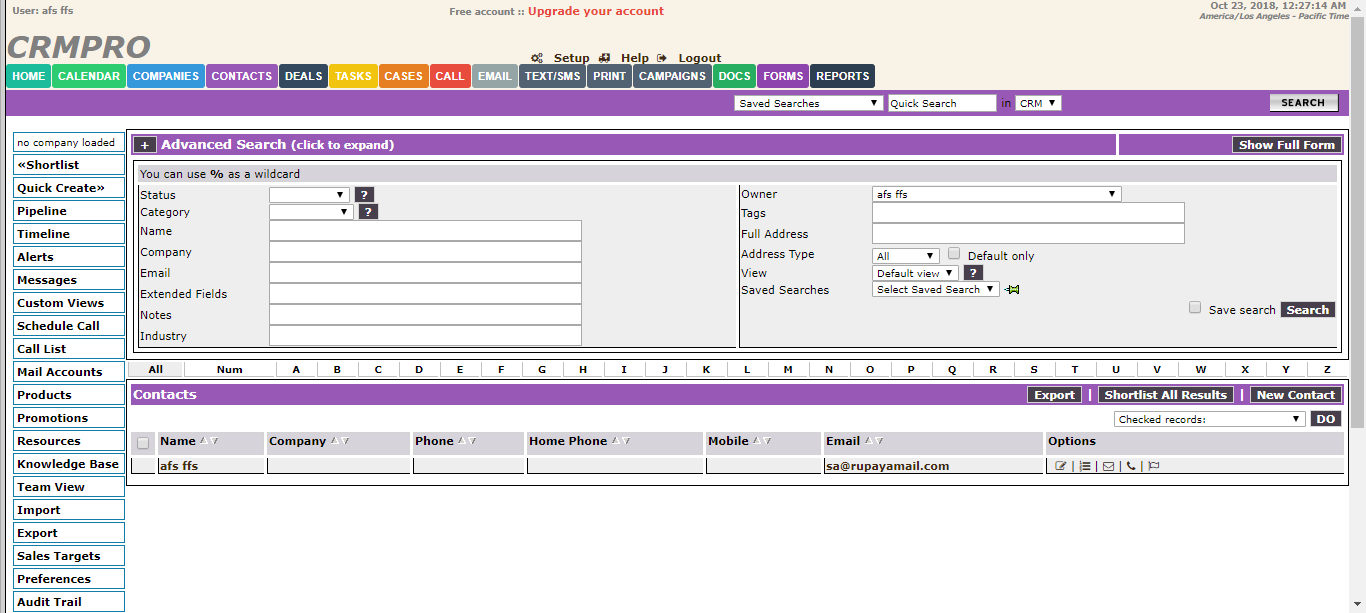 User: afs ffs
Free account :: Upgrade your account
Oct 23, 2018, 12:27:14 AM
America/Los Angeles - Pacific Time
CRMPRO
Setup Help Logout
HOME CALENDAR COMPANIES CONTACTS DEALS TASKS CASES CALL EMAIL TEXT/SMS PRINT CAMPAIGNS DOCS FORMS REPORTS
Saved Searches Quick Search in CRM SEARCH
no company loaded
«Shortlist
Quick Create»
Pipeline
Timeline
Alerts
Messages
Custom Views
Schedule Call
Call List
Mail Accounts
Products
Promotions
Resources
Knowledge Base
Team View
Import
Export
Sales Targets
Preferences
Audit Trail
+ Advanced Search (click to expand) Show Full Form
You can use % as a wildcard
Status ?
Category ?
Name
Company
Email
Extended Fields
Notes
Industry
Owner afs ffs
Tags
Full Address
Address Type All Default only
View Default view ?
Saved Searches Select Saved Search
Save search Search
All Num A B C D E F G H I J K L M N O P Q R S T U V W X Y Z
Contacts Export | Shortlist All Results | New Contact
Checked records: DO
Name Company Phone Home Phone Mobile Email Options
afs ffs sa@rupayamail.com | | | |